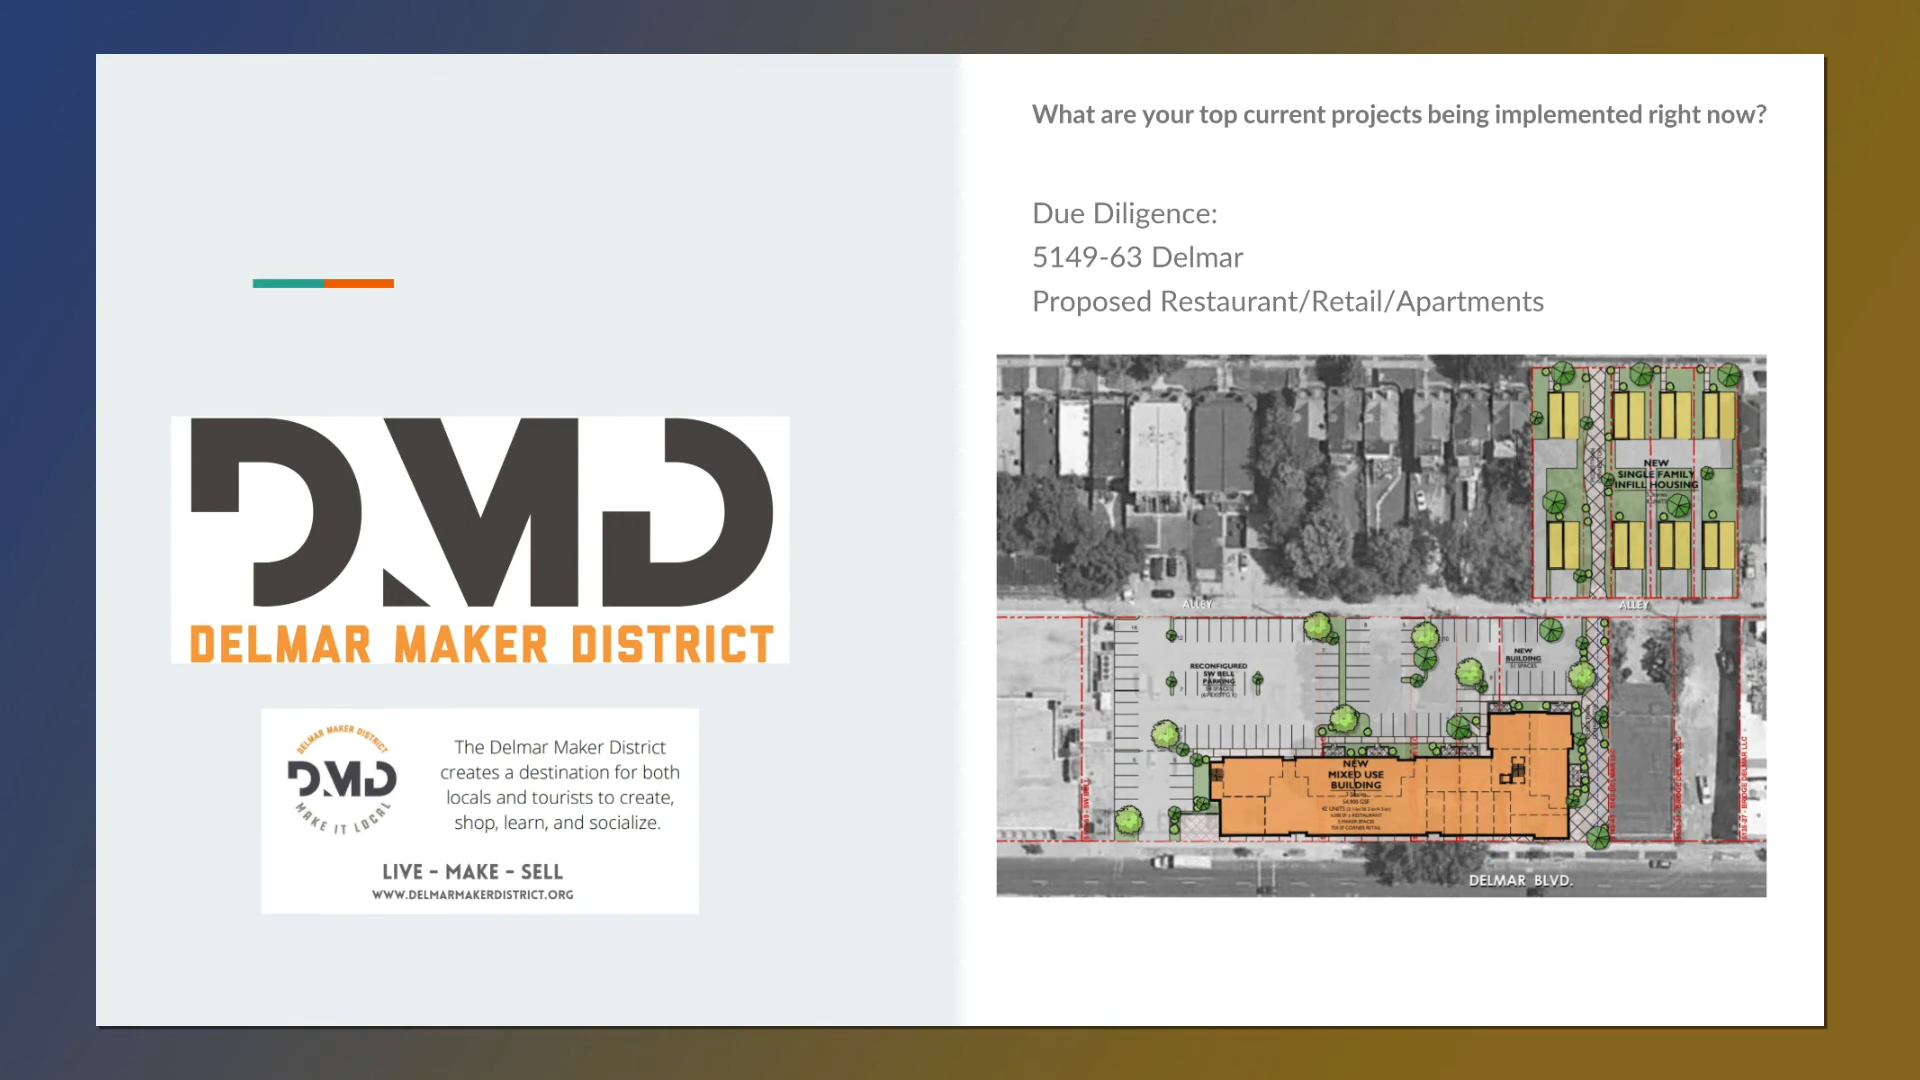 What are your top current projects being implemented right now?
Due Diligence:
5149-63 Delmar
Proposed Restaurant/Retail/Apartments
DMD
DELMAR MAKER DISTRICT
DELMAR MAKER DISTRICT
DMD
MAKE IT LOCAL
The Delmar Maker District
creates a destination for both
locals and tourists to create,
shop, learn, and socialize.
LIVE - MAKE - SELL
WWW.DELMARMAKERDISTRICT.ORG
NEW
SINGLE FAMILY
INFILL HOUSING
ALLEY
ALLEY
RECONFIGURED
SW BELL
PARKING
NEW
BUILDING
NEW
MIXED USE
BUILDING
DELMAR BLVD.